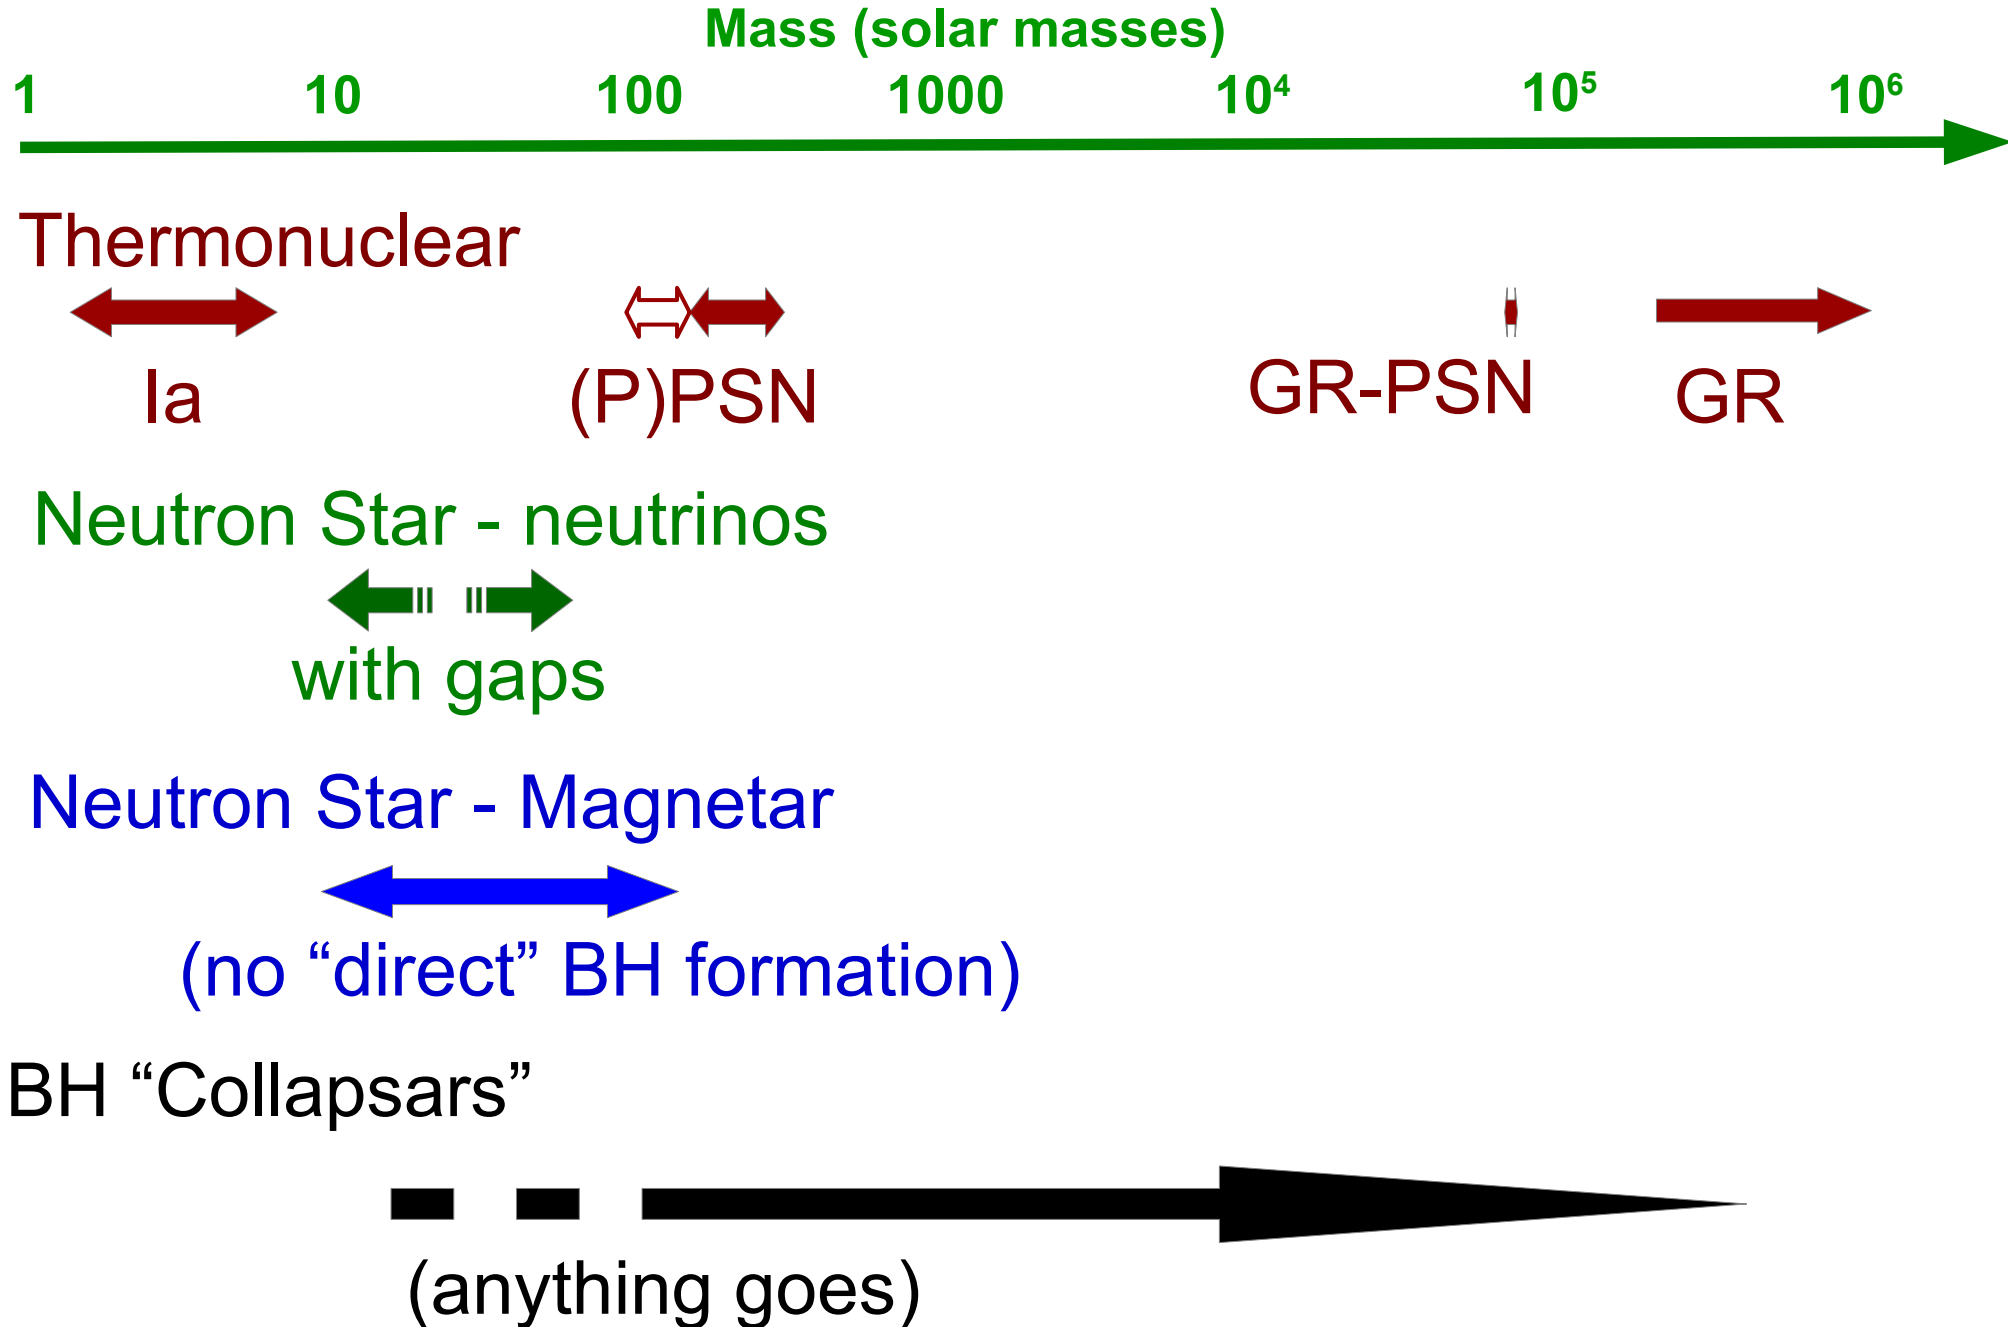 Mass (solar masses)
1 10 100 1000 10⁴ 10⁵ 10⁶
Thermonuclear
Ia (P)PSN GR-PSN GR
Neutron Star - neutrinos
with gaps
Neutron Star - Magnetar
(no “direct” BH formation)
BH “Collapsars”
(anything goes)